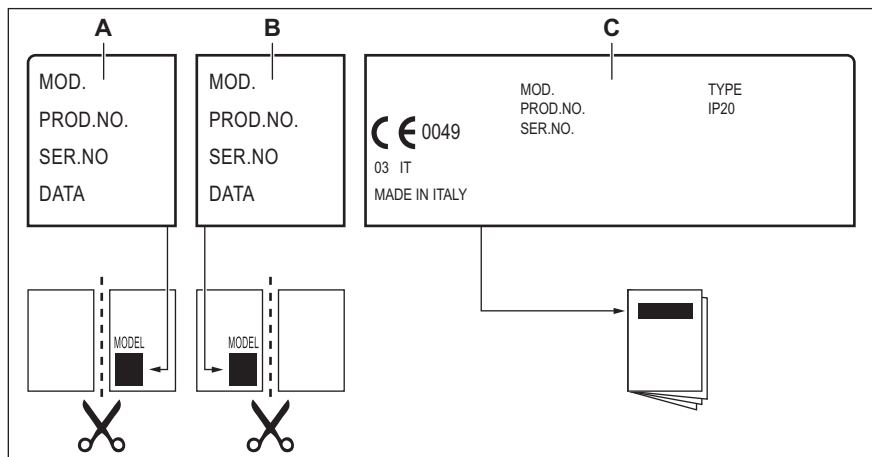 A
B
C
MOD.
PROD.NO.
SER.NO
DATA
MOD.
PROD.NO.
SER.NO
DATA
MOD.
PROD.NO.
SER.NO.
TYPE
IP20
CE 0049
03 IT
MADE IN ITALY
MODEL
MODEL